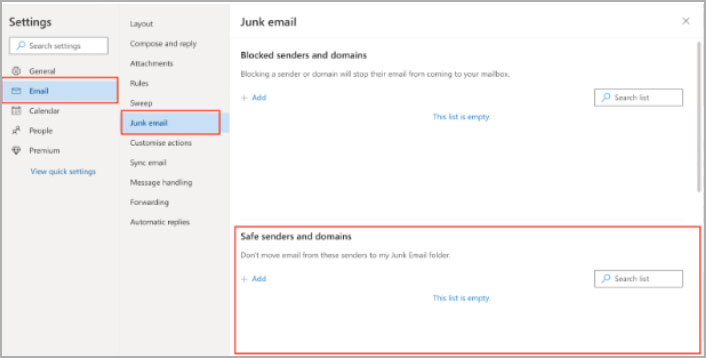 Settings
Search settings
General
Email
Calendar
People
Premium
View quick settings
Layout
Compose and reply
Attachments
Rules
Sweep
Junk email
Customise actions
Sync email
Message handling
Forwarding
Automatic replies
Junk email
Blocked senders and domains
Blocking a sender or domain will stop their email from coming to your mailbox.
+ Add
Search list
This list is empty.
Safe senders and domains
Don't move email from these senders to my Junk Email folder.
+ Add
Search list
This list is empty.